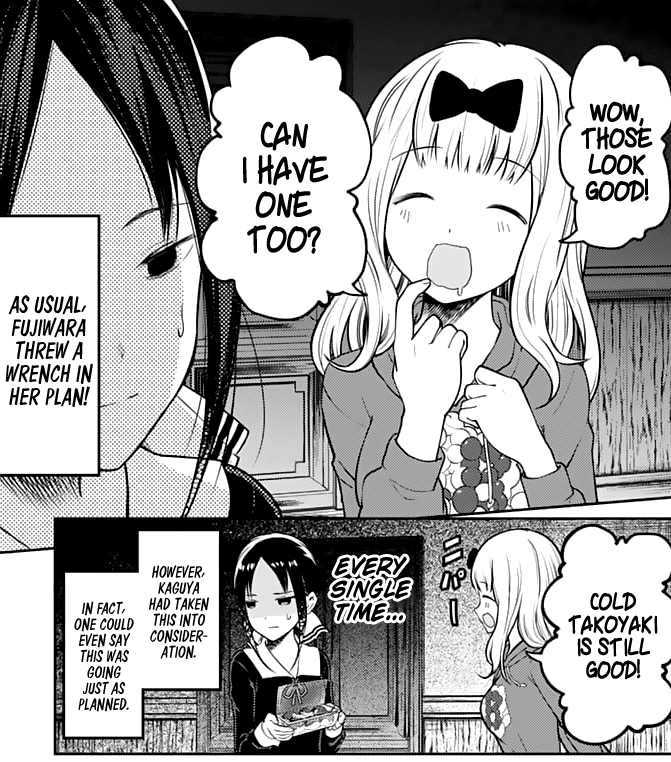 WOW,
THOSE
LOOK
GOOD!
CAN
I HAVE
ONE
TOO?
AS USUAL,
FUJIWARA
THREW A
WRENCH IN
HER PLAN!
COLD
TAKOYAKI
IS STILL
GOOD!
ニパー
EVERY
SINGLE
TIME...
HOWEVER,
KAGUYA
HAD TAKEN
THIS INTO
CONSIDER-
ATION.
IN FACT,
ONE COULD
EVEN SAY
THIS WAS
GOING
JUST AS
PLANNED.